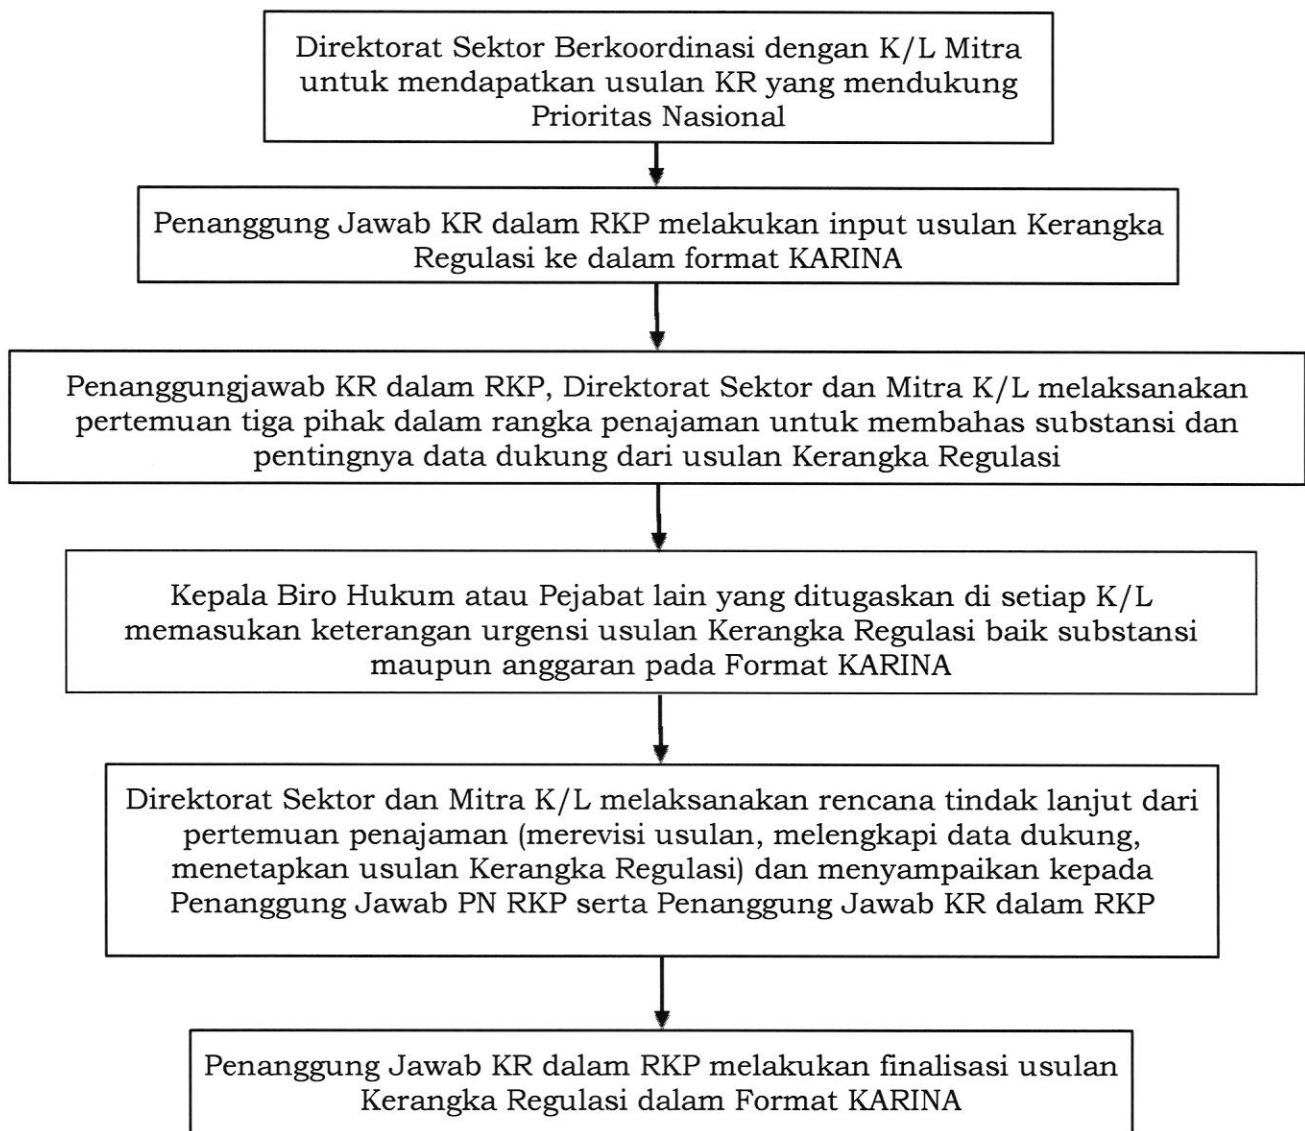 Direktorat Sektor Berkoordinasi dengan K/L Mitra
untuk mendapatkan usulan KR yang mendukung
Prioritas Nasional
Penanggung Jawab KR dalam RKP melakukan input usulan Kerangka
Regulasi ke dalam format KARINA
Penanggungjawab KR dalam RKP, Direktorat Sektor dan Mitra K/L melaksanakan
pertemuan tiga pihak dalam rangka penajaman untuk membahas substansi dan
pentingnya data dukung dari usulan Kerangka Regulasi
Kepala Biro Hukum atau Pejabat lain yang ditugaskan di setiap K/L
memasukan keterangan urgensi usulan Kerangka Regulasi baik substansi
maupun anggaran pada Format KARINA
Direktorat Sektor dan Mitra K/L melaksanakan rencana tindak lanjut dari
pertemuan penajaman (merevisi usulan, melengkapi data dukung,
menetapkan usulan Kerangka Regulasi) dan menyampaikan kepada
Penanggung Jawab PN RKP serta Penanggung Jawab KR dalam RKP
Penanggung Jawab KR dalam RKP melakukan finalisasi usulan
Kerangka Regulasi dalam Format KARINA